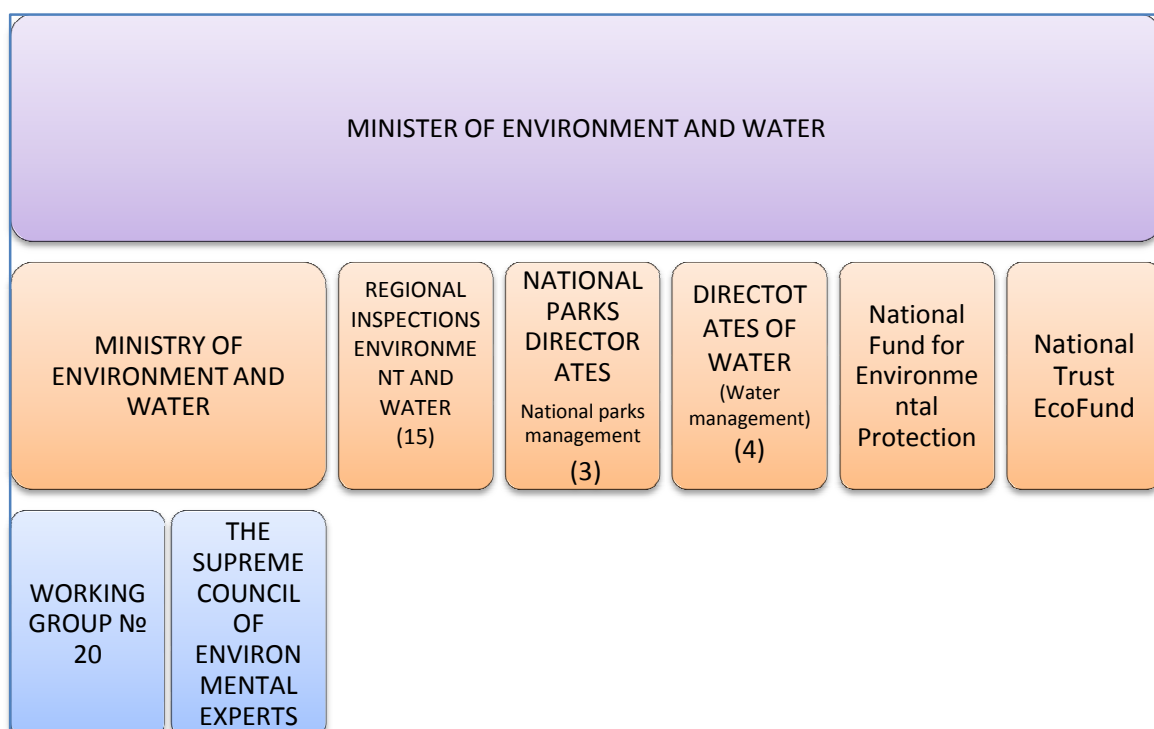 MINISTER OF ENVIRONMENT AND WATER
MINISTRY OF
ENVIRONMENT AND
WATER
REGIONAL
INSPECTIONS
ENVIRONME
NT AND
WATER
(15)
NATIONAL
PARKS
DIRECTOR
ATES
National parks
management
(3)
DIRECTOT
ATES OF
WATER
(Water
management)
(4)
National
Fund for
Environme
ntal
Protection
National
Trust
EcoFund
WORKING
GROUP №
20
THE
SUPREME
COUNCIL
OF
ENVIRON
MENTAL
EXPERTS